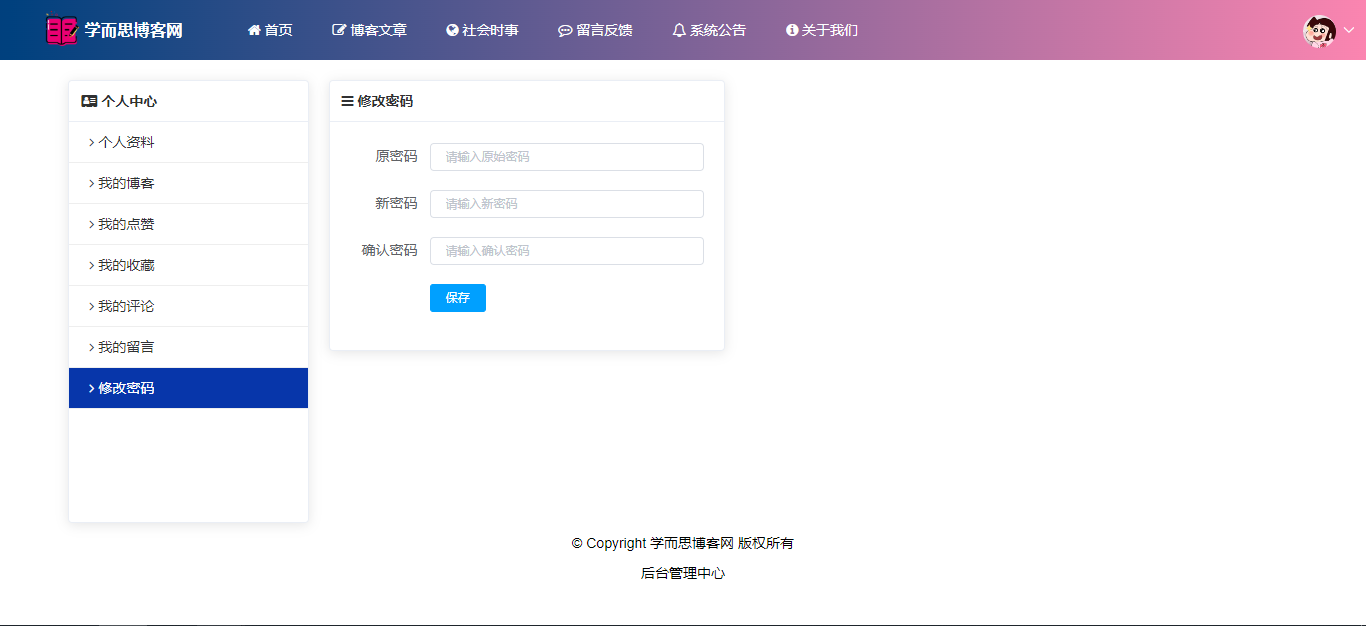 学而思博客网 首页 博客文章 社会时事 留言反馈 系统公告 关于我们
个人中心
个人资料
我的博客
我的点赞
我的收藏
我的评论
我的留言
修改密码
修改密码
原密码 请输入原始密码
新密码 请输入新密码
确认密码 请输入确认密码
保存
© Copyright 学而思博客网 版权所有
后台管理中心